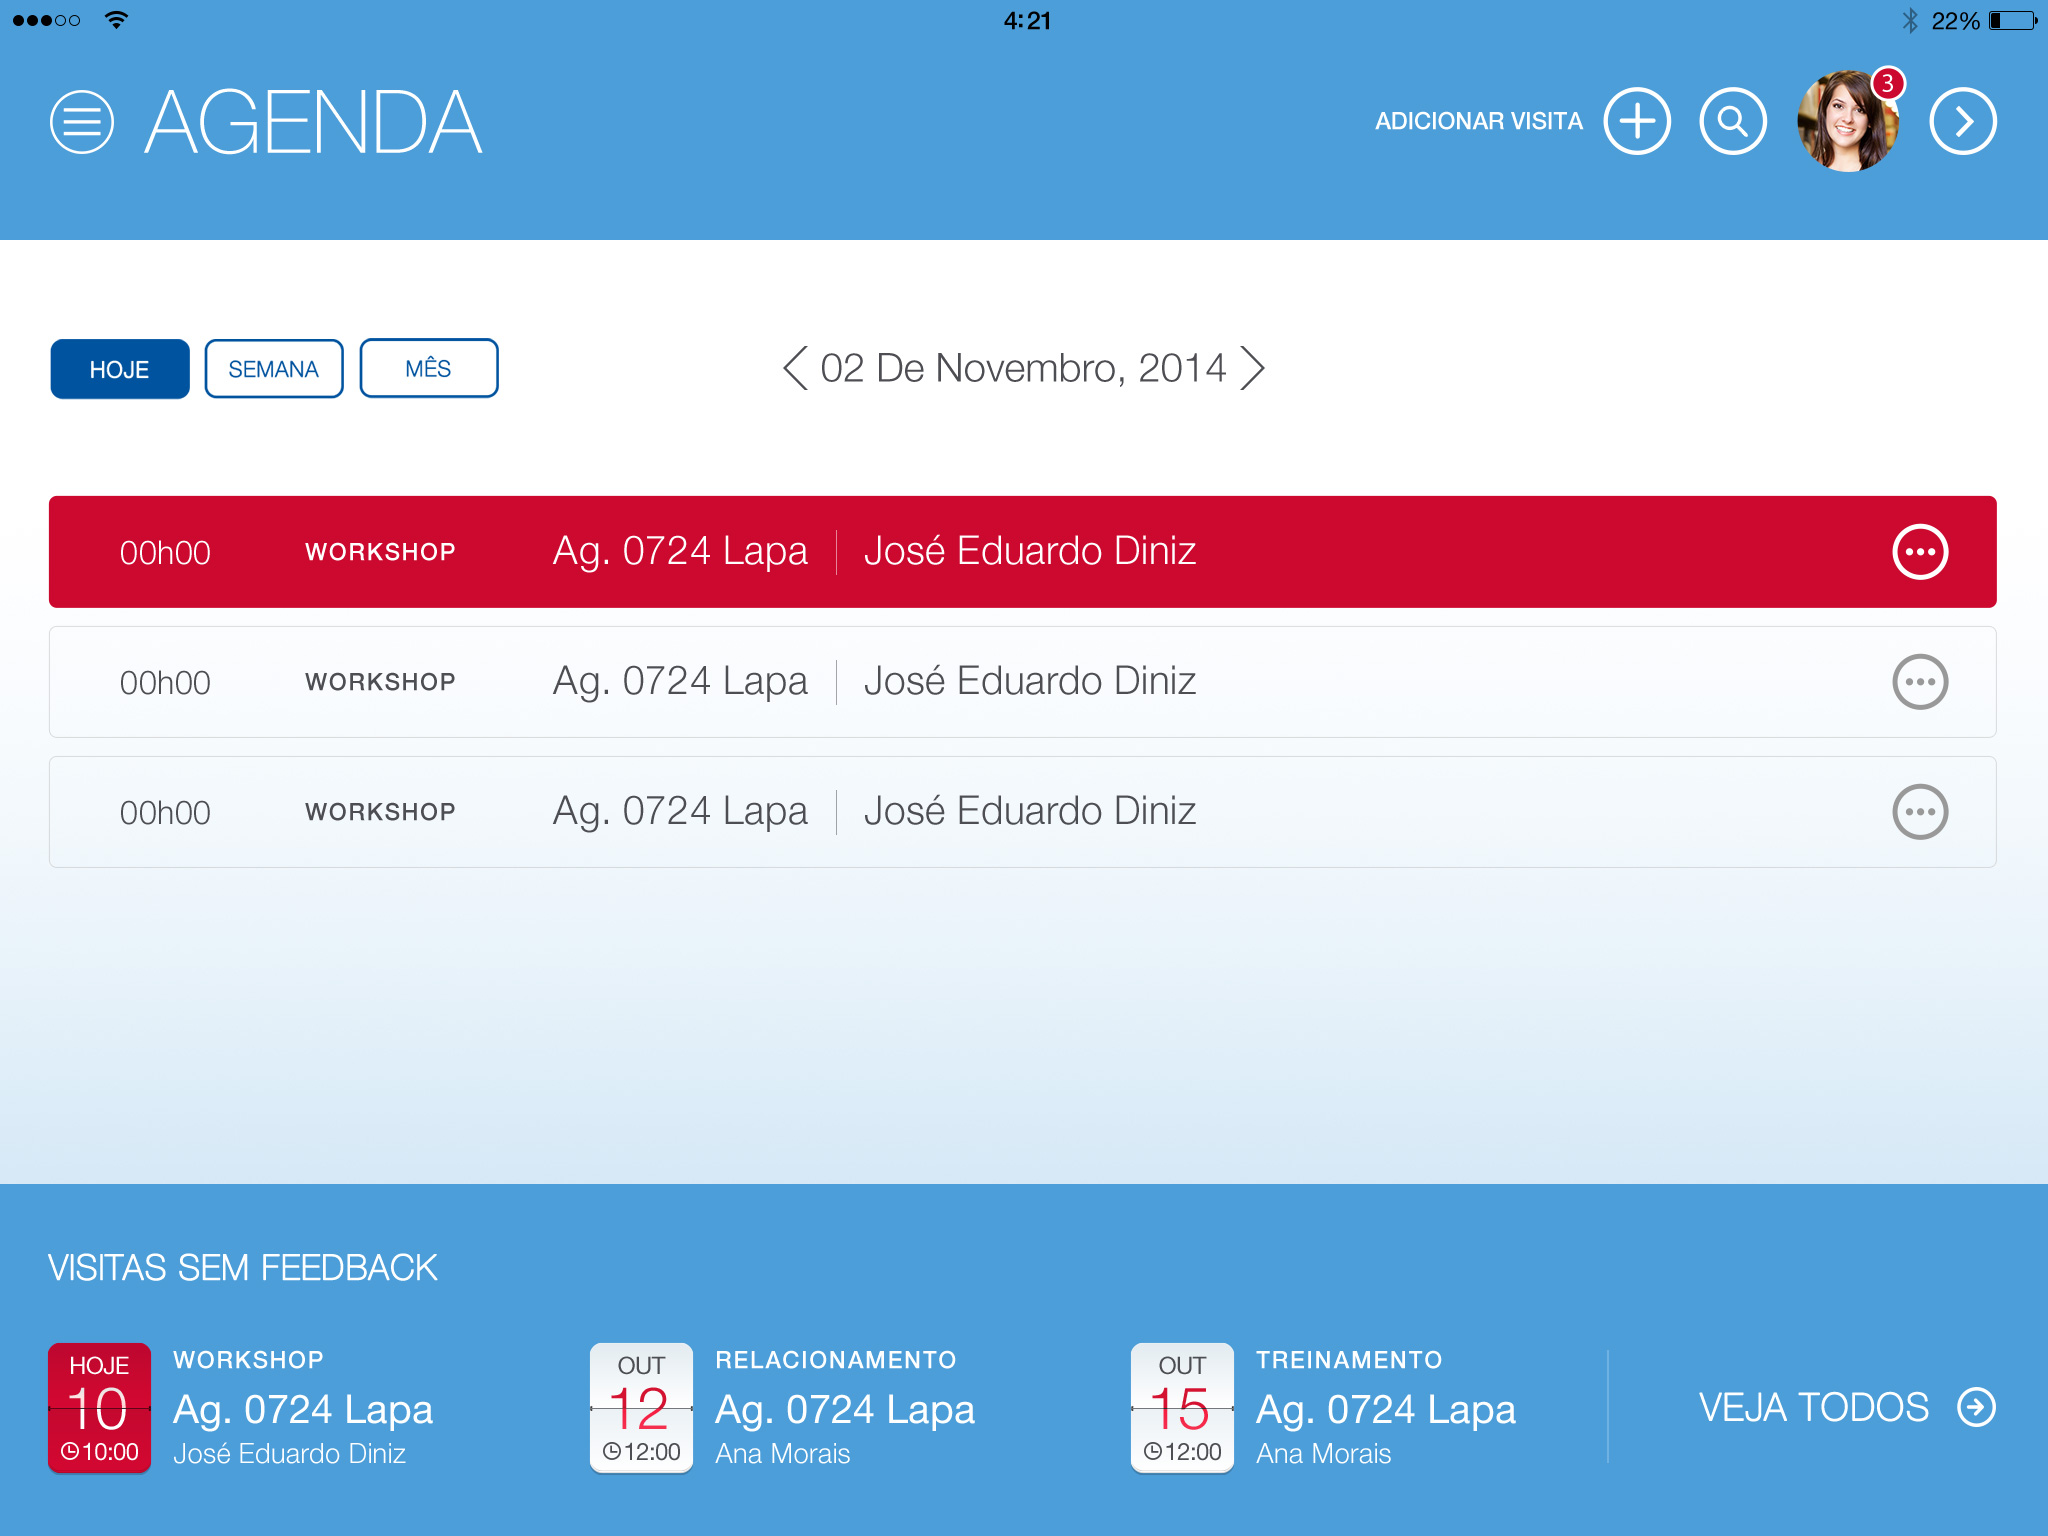 4:21
22%
AGENDA
ADICIONAR VISITA
3
HOJE
SEMANA
MÊS
02 De Novembro, 2014
00h00 WORKSHOP Ag. 0724 Lapa José Eduardo Diniz
00h00 WORKSHOP Ag. 0724 Lapa José Eduardo Diniz
00h00 WORKSHOP Ag. 0724 Lapa José Eduardo Diniz
VISITAS SEM FEEDBACK
HOJE
10
10:00
WORKSHOP
Ag. 0724 Lapa
José Eduardo Diniz
OUT
12
12:00
RELACIONAMENTO
Ag. 0724 Lapa
Ana Morais
OUT
15
12:00
TREINAMENTO
Ag. 0724 Lapa
Ana Morais
VEJA TODOS